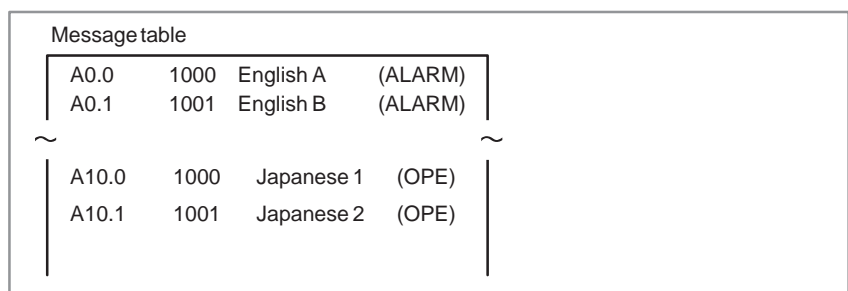 Message table
A0.0 1000 English A (ALARM)
A0.1 1001 English B (ALARM)
A10.0 1000 Japanese 1 (OPE)
A10.1 1001 Japanese 2 (OPE)